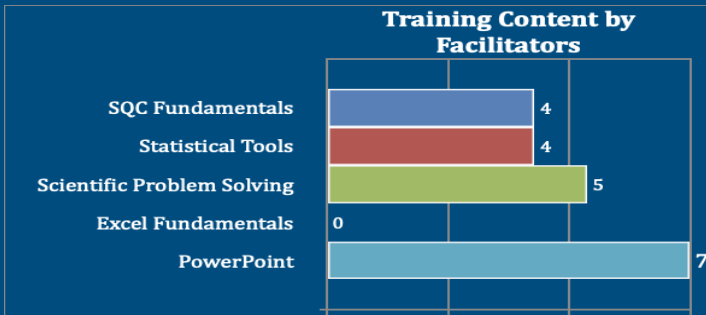 Training Content by
Facilitators
SQC Fundamentals 4
Statistical Tools 4
Scientific Problem Solving 5
Excel Fundamentals 0
PowerPoint 7